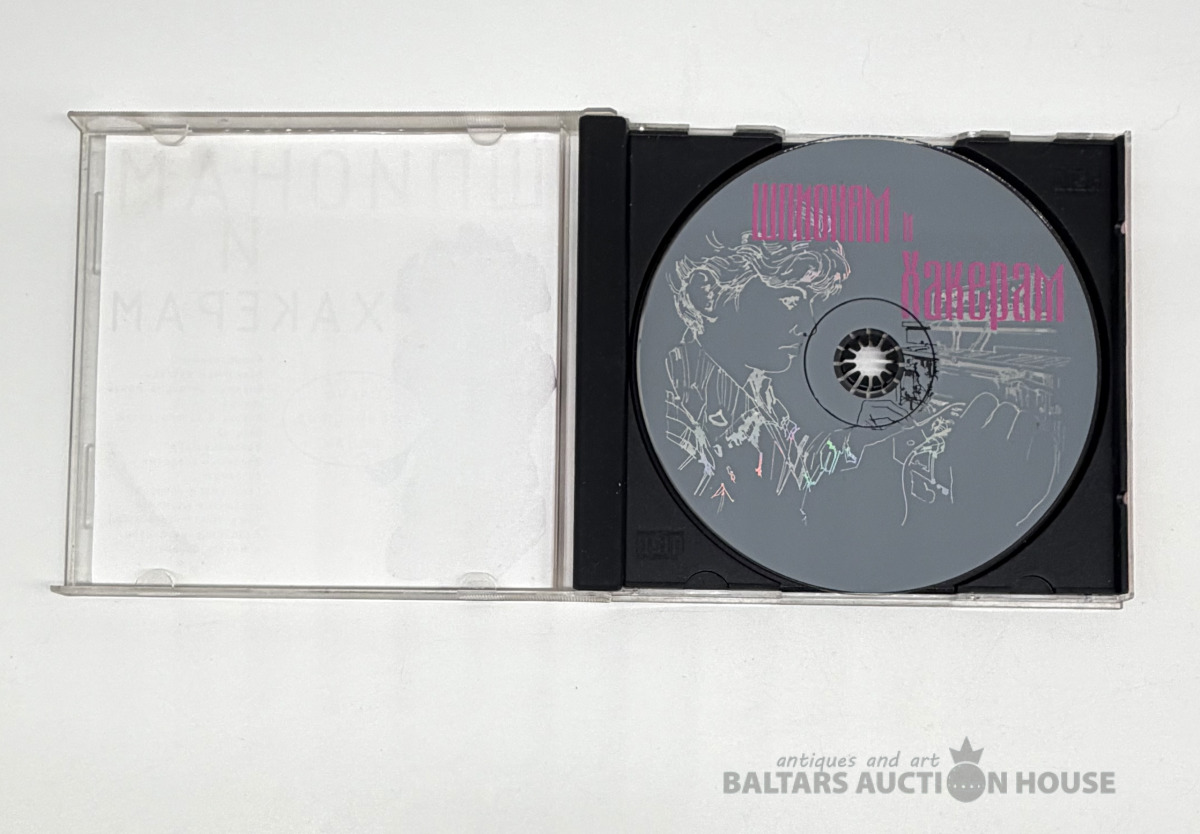 ШПИОНАМ
И
ХАКЕРАМ
шпионам и
Хакерам
antiques and art
BALTARS AUCTION HOUSE